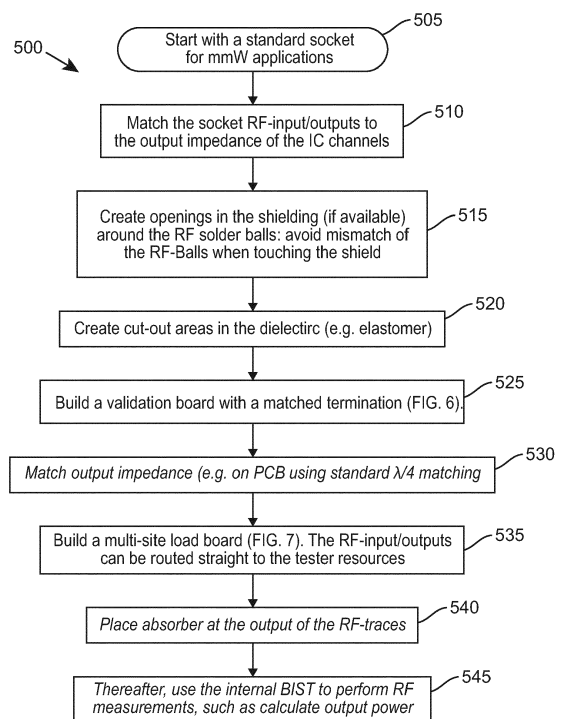 500
505
Start with a standard socket
for mmW applications
510
Match the socket RF-input/outputs to
the output impedance of the IC channels
515
Create openings in the shielding (if available)
around the RF solder balls: avoid mismatch of
the RF-Balls when touching the shield
520
Create cut-out areas in the dielectirc (e.g. elastomer)
525
Build a validation board with a matched termination (FIG. 6).
530
Match output impedance (e.g. on PCB using standard λ/4 matching
535
Build a multi-site load board (FIG. 7). The RF-input/outputs
can be routed straight to the tester resources
540
Place absorber at the output of the RF-traces
545
Thereafter, use the internal BIST to perform RF
measurements, such as calculate output power